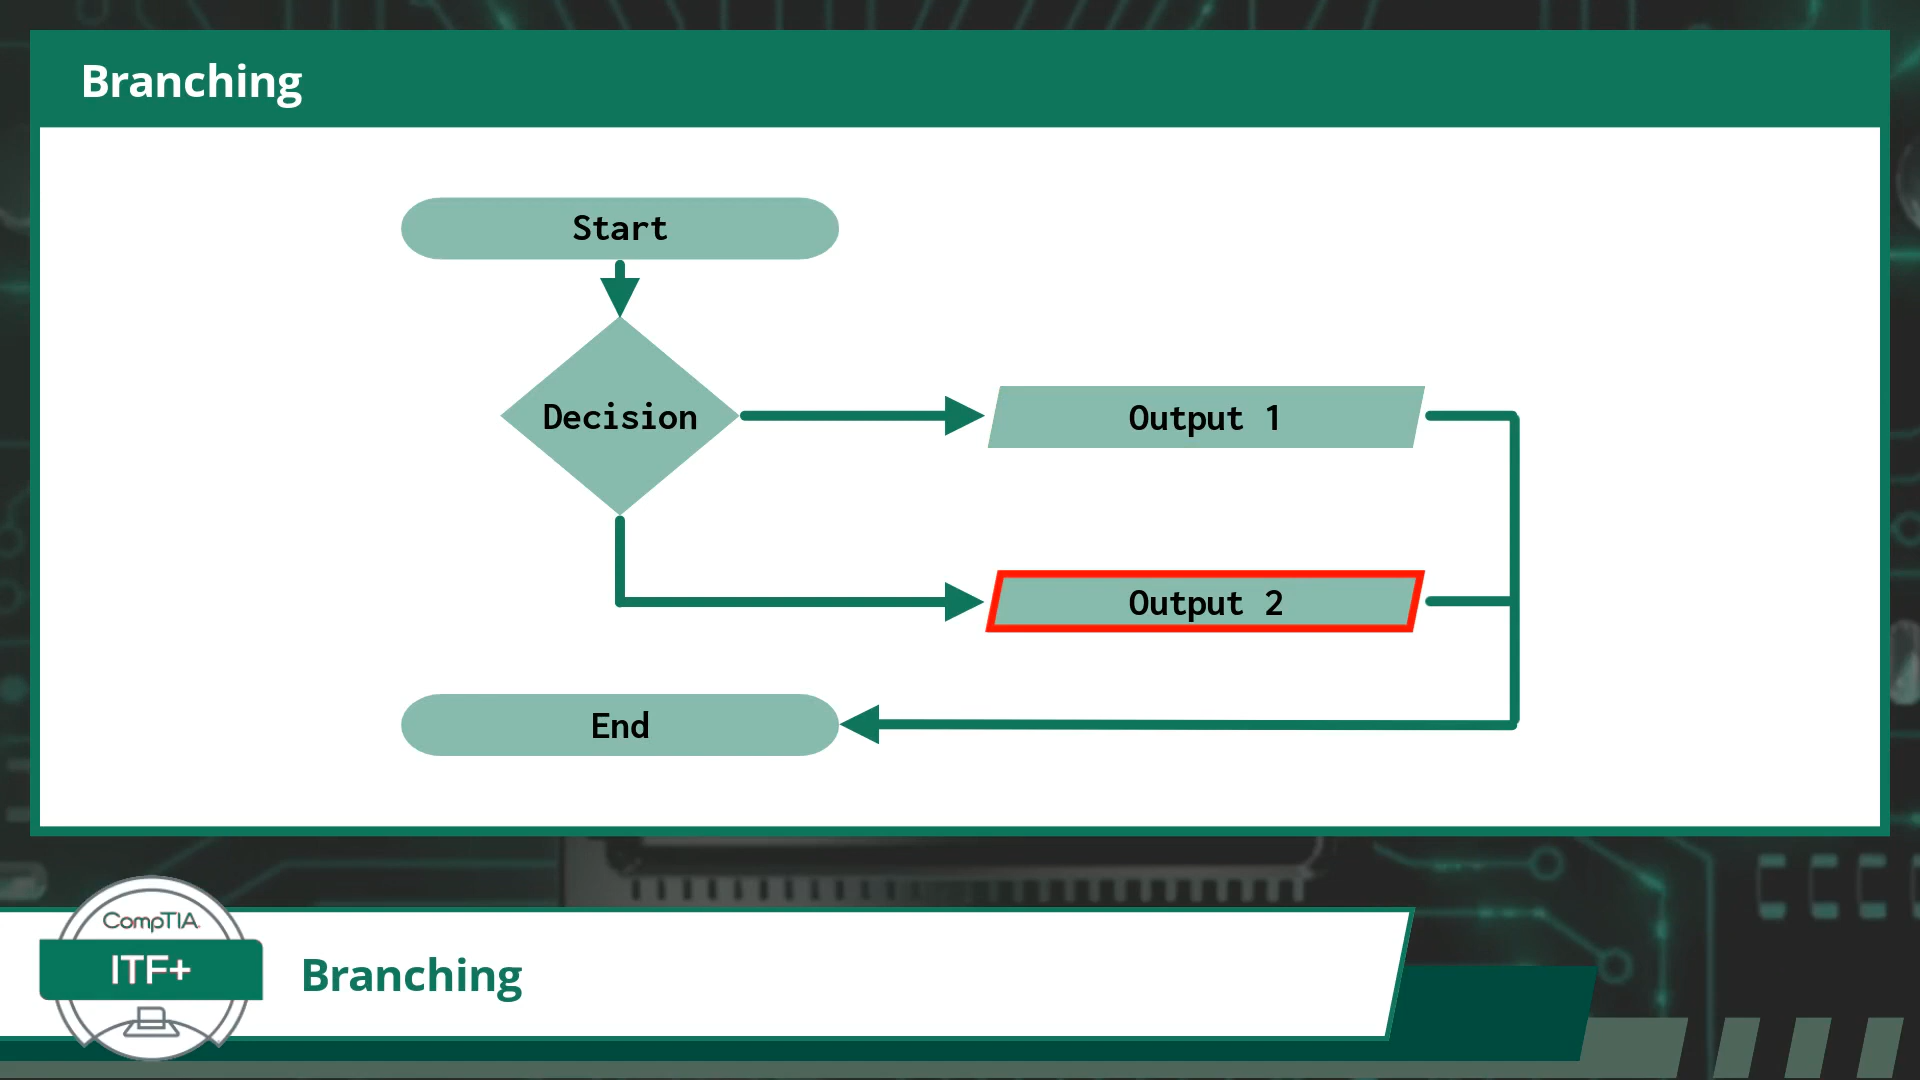 Branching
Start
Decision
Output 1
Output 2
End
CompTIA
ITF+
Branching